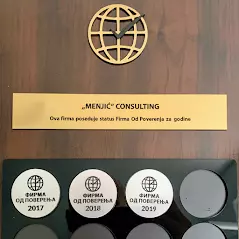 „MENJIĆ“ CONSULTING
Ova firma poseduje status Firma Od Poverenja za godine
ФИРМА
ОД ПОВЕРЕЊА
2017
ФИРМА
ОД ПОВЕРЕЊА
2018
ФИРМА
ОД ПОВЕРЕЊА
2019